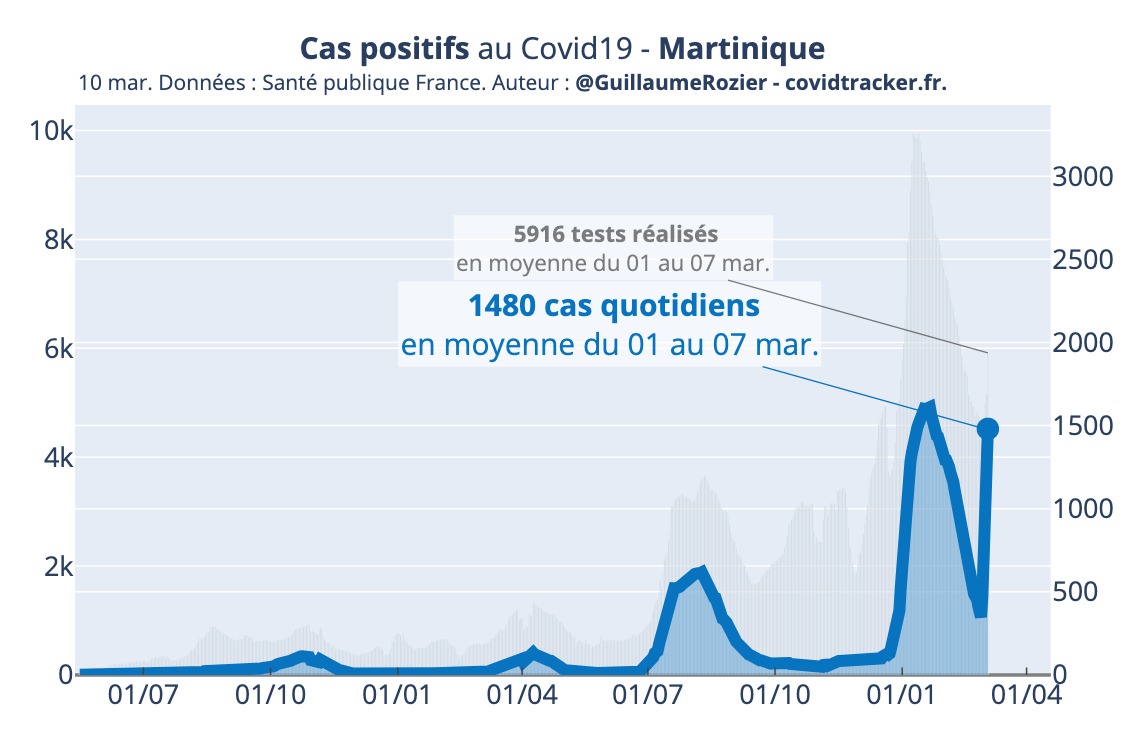 Cas positifs au Covid19 - Martinique
10 mar. Données : Santé publique France. Auteur : @GuillaumeRozier - covidtracker.fr.
10k
8k
6k
4k
2k
0
5916 tests réalisés
en moyenne du 01 au 07 mar.
1480 cas quotidiens
en moyenne du 01 au 07 mar.
3000
2500
2000
1500
1000
500
0
01/07 01/10 01/01 01/04 01/07 01/10 01/01 01/04